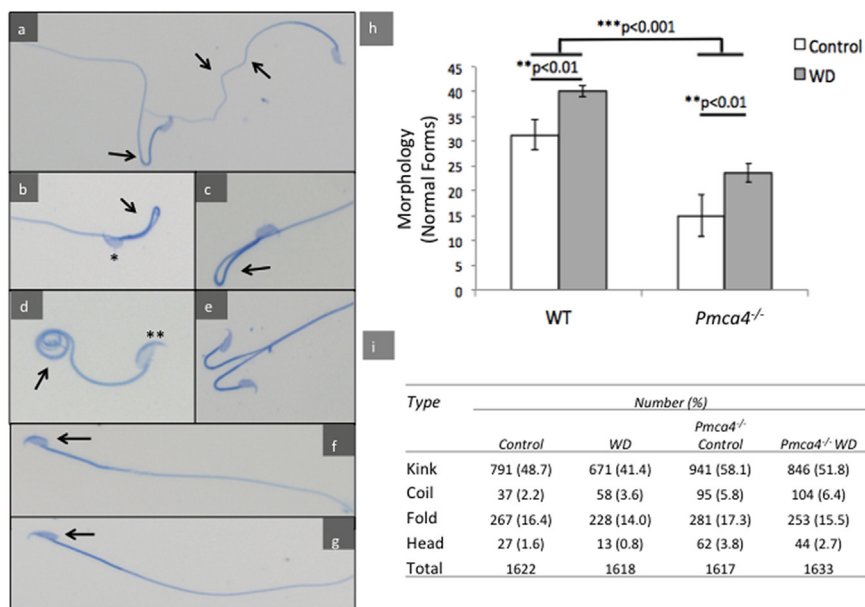 a
b
*
c
d
**
e
f
g
h
***p<0.001
Control
WD
**p<0.01
**p<0.01
Morphology
(Normal Forms)
45
40
35
30
25
20
15
10
5
0
WT
Pmca4-/-
i
Type Number (%)
Control WD Pmca4-/- Control Pmca4-/- WD
Kink 791 (48.7) 671 (41.4) 941 (58.1) 846 (51.8)
Coil 37 (2.2) 58 (3.6) 95 (5.8) 104 (6.4)
Fold 267 (16.4) 228 (14.0) 281 (17.3) 253 (15.5)
Head 27 (1.6) 13 (0.8) 62 (3.8) 44 (2.7)
Total 1622 1618 1617 1633